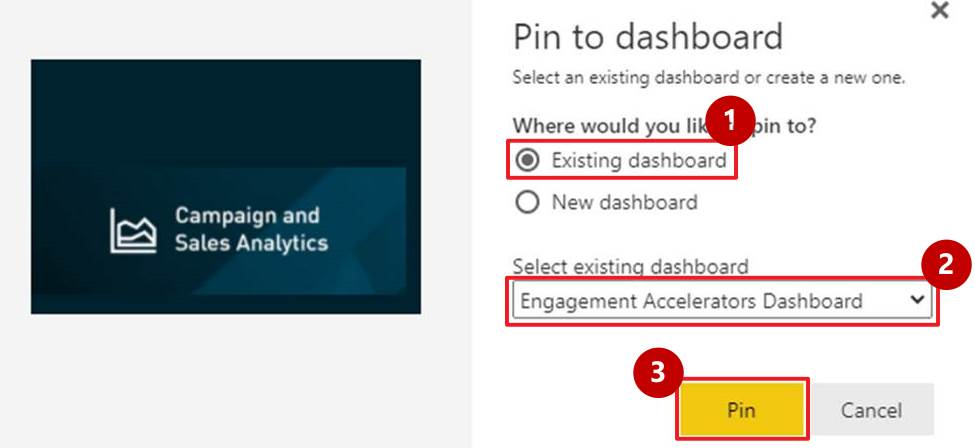 Campaign and
Sales Analytics
Pin to dashboard
Select an existing dashboard or create a new one.
Where would you lik pin to?
1
Existing dashboard
New dashboard
Select existing dashboard
2
Engagement Accelerators Dashboard
3
Pin
Cancel